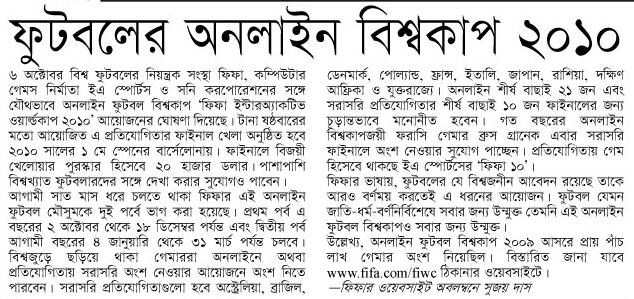 ফুটবলের অনলাইন বিশ্বকাপ ২০১০
৬ অক্টোবর বিশ্ব ফুটবলের নিয়ন্ত্রক সংস্থা ফিফা, কম্পিউটার
গেমস নির্মাতা ইএ স্পোর্টস ও সনি করপোরেশনের সঙ্গে
যৌথভাবে অনলাইন ফুটবল বিশ্বকাপ ‘ফিফা ইন্টারঅ্যাকটিভ
ওয়ার্ল্ডকাপ ২০১০’ আয়োজনের ঘোষণা দিয়েছে। টানা ষষ্ঠবারের
মতো আয়োজিত এ প্রতিযোগিতার ফাইনাল খেলা অনুষ্ঠিত হবে
২০১০ সালের ১ মে স্পেনের বার্সেলোনায়। ফাইনালে বিজয়ী
খেলোয়ার পুরস্কার হিসেবে ২০ হাজার ডলার। পাশাপাশি
বিশ্বখ্যাত ফুটবলারদের সঙ্গে দেখা করার সুযোগও পাবেন।
আগামী সাত মাস ধরে চলতে থাকা ফিফার এই অনলাইন
ফুটবল মৌসুমকে দুই পর্বে ভাগ করা হয়েছে। প্রথম পর্ব এ
বছরের ২ অক্টোবর থেকে ১৮ ডিসেম্বর পর্যন্ত এবং দ্বিতীয় পর্ব
আগামী বছরের ৪ জানুয়ারি থেকে ৩১ মার্চ পর্যন্ত চলবে।
বিশ্বজুড়ে ছড়িয়ে থাকা গেমাররা অনলাইনে অথবা
প্রতিযোগিতায় সরাসরি অংশ নেওয়ার আয়োজনে অংশ নিতে
পারবেন। সরাসরি প্রতিযোগিতাগুলো হবে অস্ট্রেলিয়া, ব্রাজিল,
ডেনমার্ক, পোল্যান্ড, ফ্রান্স, ইতালি, জাপান, রাশিয়া, দক্ষিণ
আফ্রিকা ও যুক্তরাজ্যে। অনলাইন শীর্ষ বাছাই ২১ জন এবং
সরাসরি প্রতিযোগিতার শীর্ষ বাছাই ১০ জন ফাইনালের জন্য
চূড়ান্তভাবে মনোনীত হবেন। গত বছরের অনলাইন
বিশ্বকাপজয়ী ফরাসি গেমার ব্রুস গ্রানেক এবার সরাসরি
ফাইনালে অংশ নেওয়ার সুযোগ পাচ্ছেন। প্রতিযোগিতায় গেম
হিসেবে থাকছে ইএ স্পোর্টসের ‘ফিফা ১০’।
ফিফার ভাষায়, ফুটবলের যে বিশ্বজনীন আবেদন রয়েছে তাকে
আরও বর্ণময় করতেই এ ধরনের আয়োজন। ফুটবল যেমন
জাতি-ধর্ম-বর্ণনির্বিশেষে সবার জন্য উন্মুক্ত তেমনি এই অনলাইন
ফুটবল বিশ্বকাপও সবার জন্য উন্মুক্ত।
উল্লেখ্য, অনলাইন ফুটবল বিশ্বকাপ ২০০৯ আসরে প্রায় পাঁচ
লাখ গেমার অংশ নিয়েছিল। বিস্তারিত জানা যাবে
www.fifa.com/fiwc ঠিকানার ওয়েবসাইটে।
—ফিফার ওয়েবসাইট অবলম্বনে সুজয় দাস